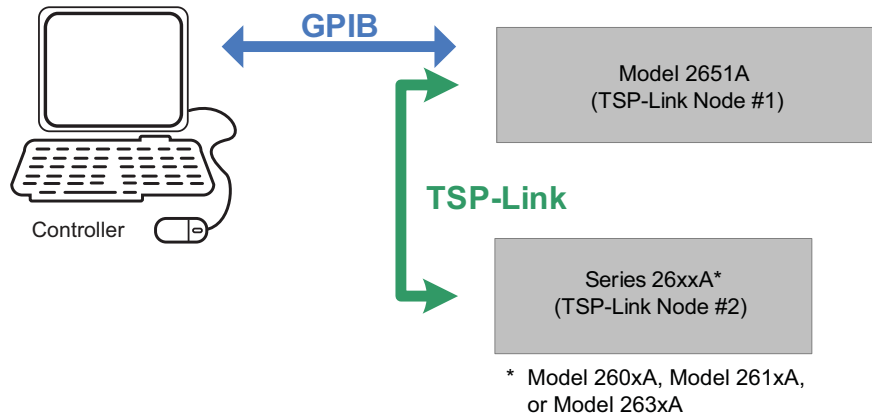 GPIB
Model 2651A
(TSP-Link Node #1)
TSP-Link
Controller
Series 26xxA*
(TSP-Link Node #2)
* Model 260xA, Model 261xA,
or Model 263xA